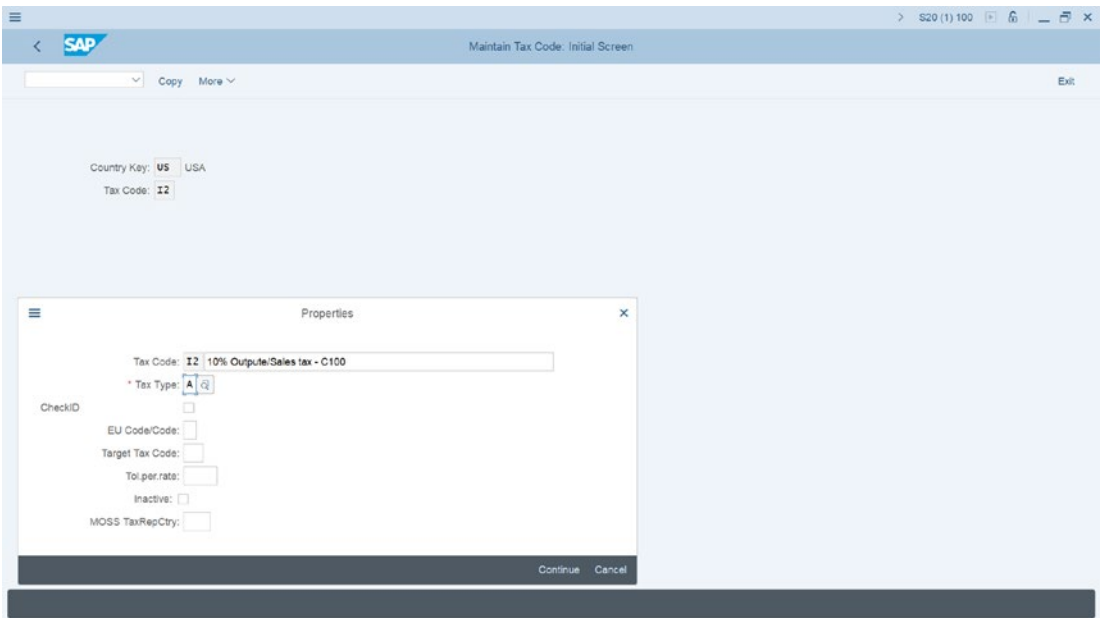 S20 (1) 100
SAP Maintain Tax Code: Initial Screen
Copy More Exit
Country Key: US USA
Tax Code: I2
Properties
Tax Code: I2 10% Outpute/Sales tax - C100
* Tax Type: A
CheckID
EU Code/Code:
Target Tax Code:
Tol.per.rate:
Inactive:
MOSS TaxRepCtry:
Continue Cancel